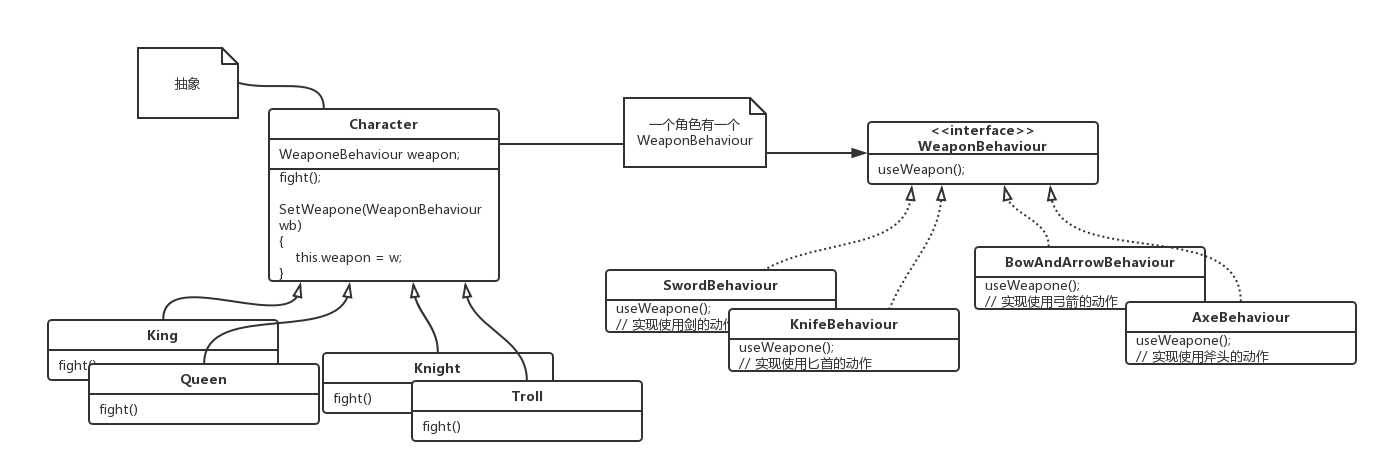 抽象
Character
WeaponeBehaviour weapon;
fight();
SetWeapone(WeaponBehaviour
wb)
{
this.weapon = w;
}
一个角色有一个
WeaponBehaviour
<<interface>>
WeaponBehaviour
useWeapon();
King
fight()
Queen
fight()
Knight
fight()
Troll
fight()
SwordBehaviour
useWeapone();
// 实现使用剑的动作
KnifeBehaviour
useWeapone();
// 实现使用匕首的动作
BowAndArrowBehaviour
useWeapone();
// 实现使用弓箭的动作
AxeBehaviour
useWeapone();
// 实现使用斧头的动作